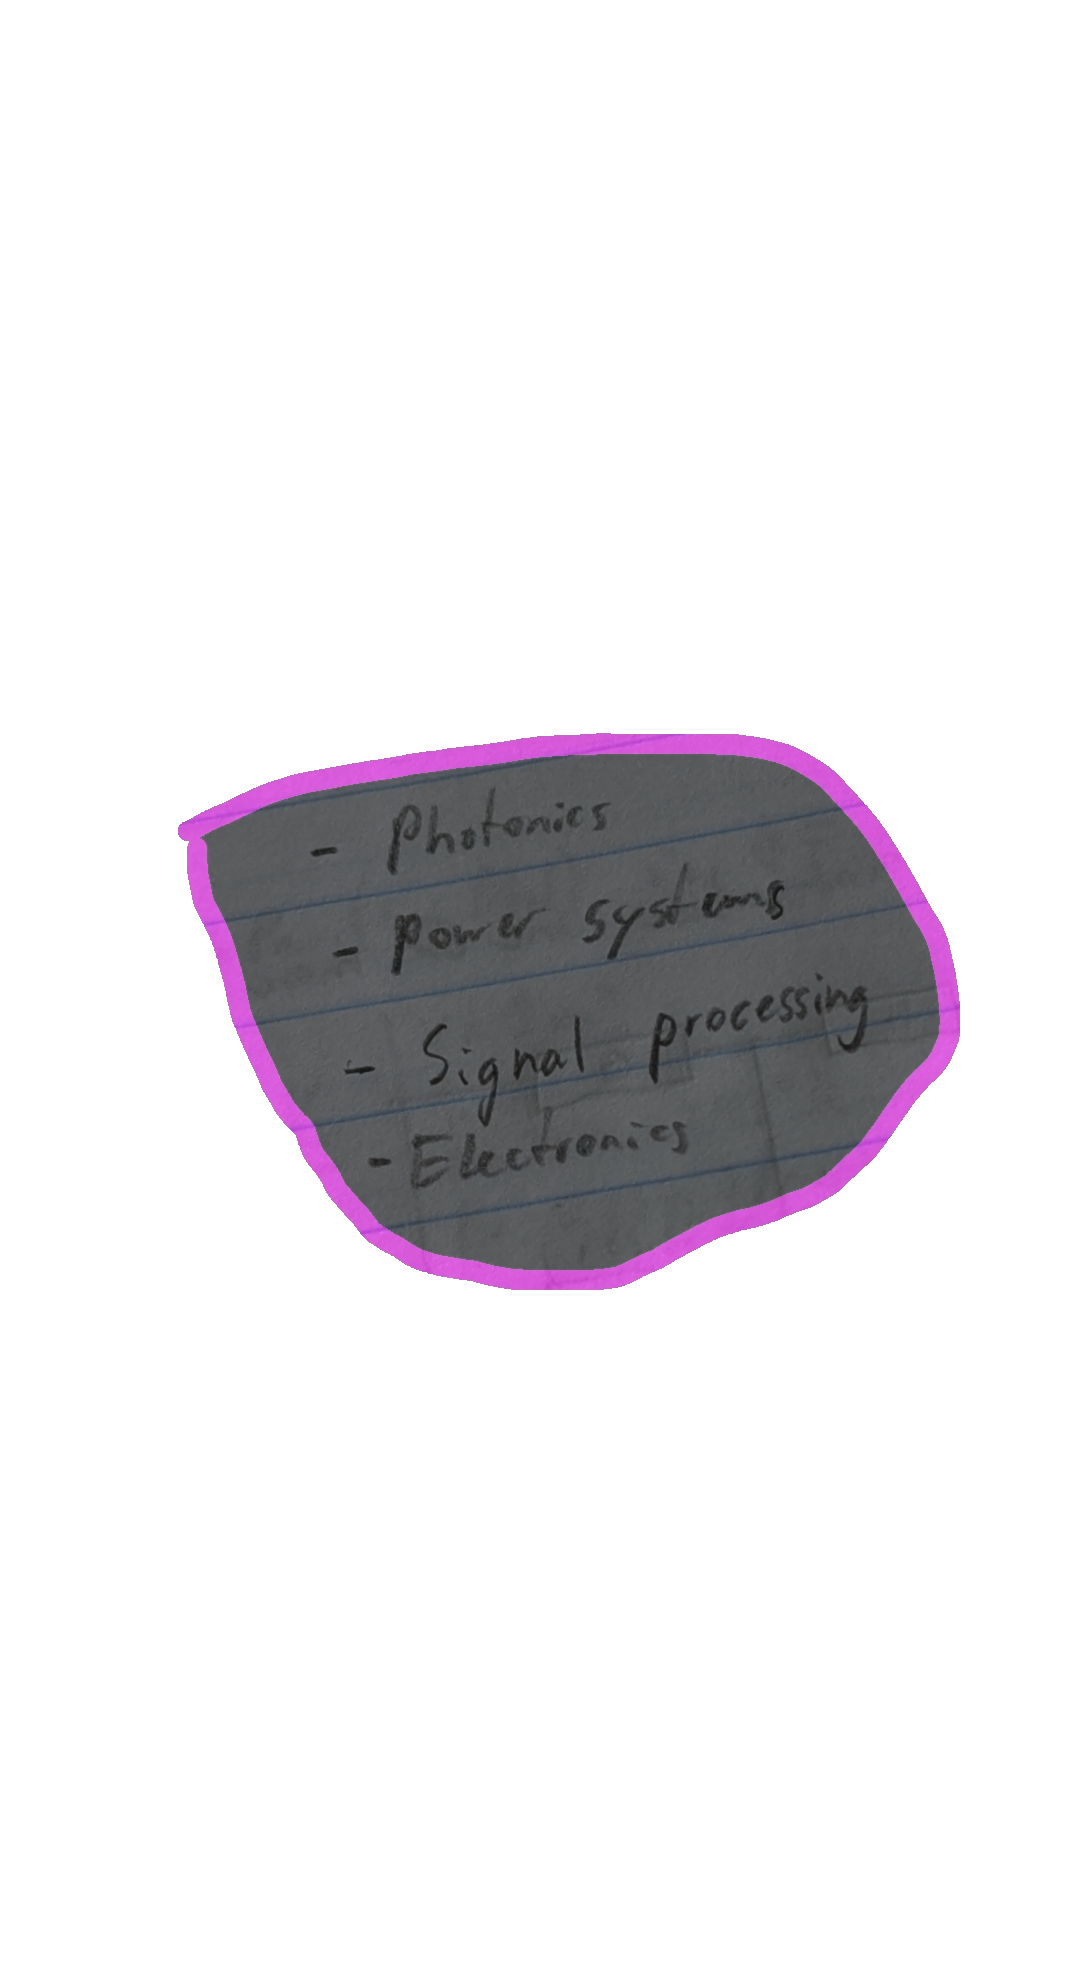 - Photonics
- Power systems
- Signal processing
- Electronics